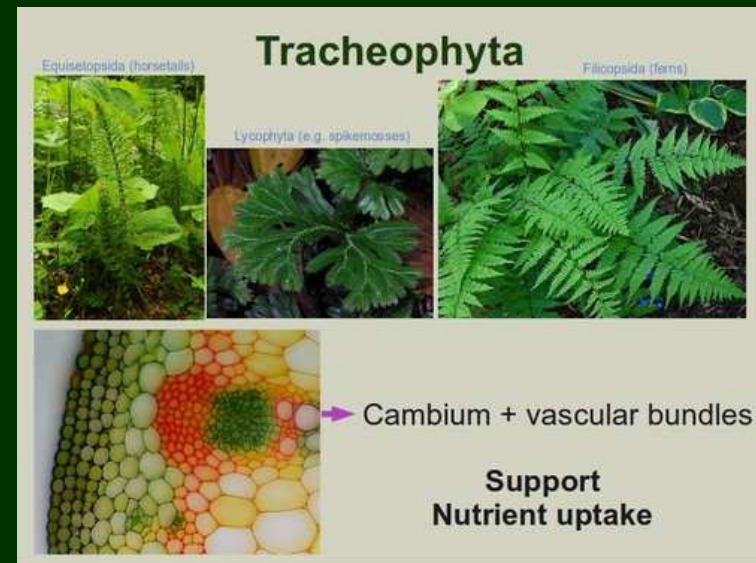 Tracheophyta
Equisetopsida (horsetails)
Filicopsida (ferns)
Lycophyta (e.g. spikemosses)
Cambium + vascular bundles
Support
Nutrient uptake